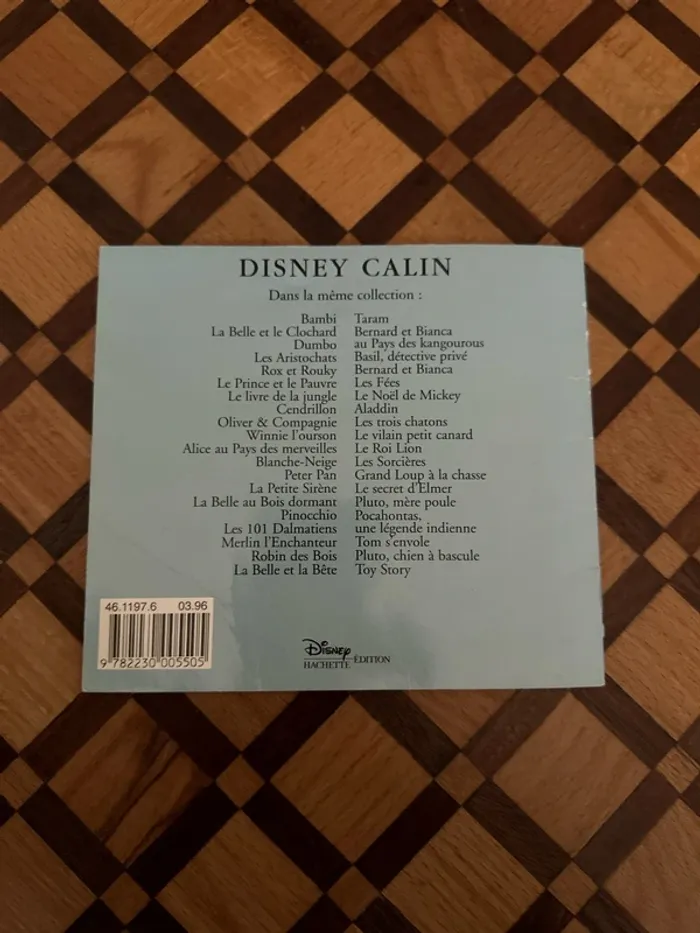 DISNEY CALIN
Dans la même collection :
Bambi
La Belle et le Clochard
Dumbo
Les Aristochats
Rox et Rouky
Le Prince et le Pauvre
Le livre de la jungle
Cendrillon
Oliver & Compagnie
Winnie l'ourson
Alice au Pays des merveilles
Blanche-Neige
Peter Pan
La Petite Sirène
La Belle au Bois dormant
Pinocchio
Les 101 Dalmatiens
Merlin l'Enchanteur
Robin des Bois
La Belle et la Bête
Taram
Bernard et Bianca
au Pays des kangourous
Basil, détective privé
Bernard et Bianca
Les Fées
Le Noël de Mickey
Aladdin
Les trois chatons
Le vilain petit canard
Le Roi Lion
Les Sorcières
Grand Loup à la chasse
Le secret d'Elmer
Pluto, mère poule
Pocahontas,
une légende indienne
Tom s'envole
Pluto, chien à bascule
Toy Story
46.1197.6 03.96
9 782230 005505
Disney
HACHETTE ÉDITION